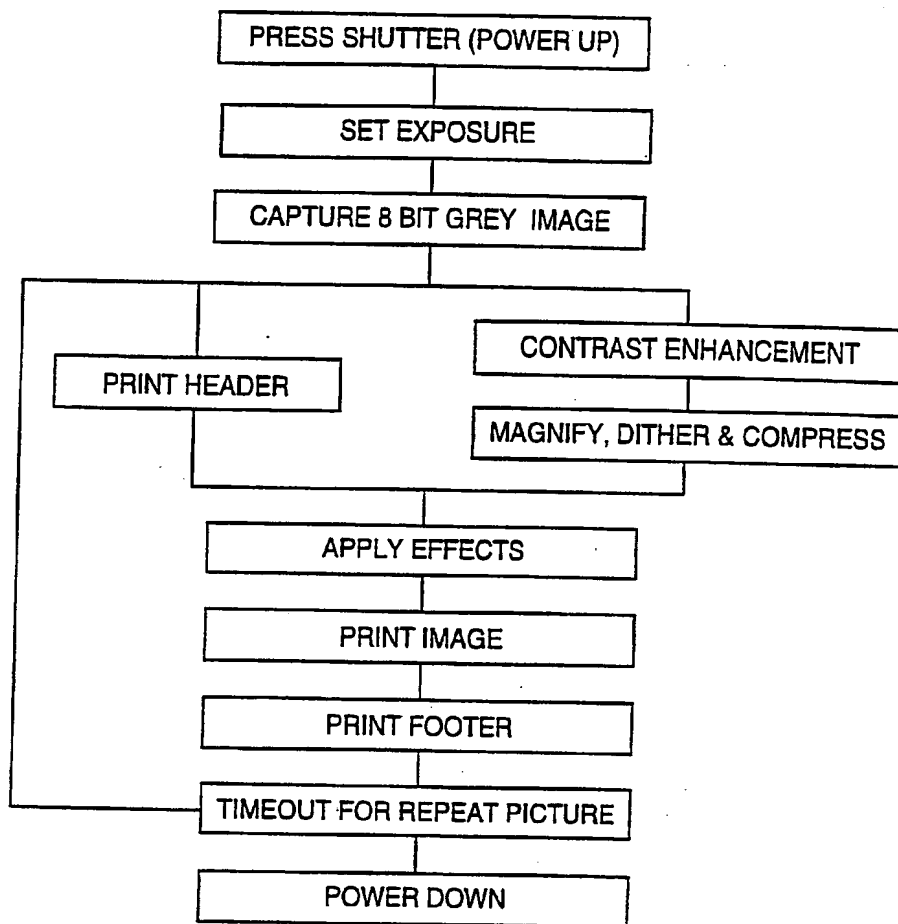 PRESS SHUTTER (POWER UP)
SET EXPOSURE
CAPTURE 8 BIT GREY IMAGE
CONTRAST ENHANCEMENT
PRINT HEADER
MAGNIFY, DITHER & COMPRESS
APPLY EFFECTS
PRINT IMAGE
PRINT FOOTER
TIMEOUT FOR REPEAT PICTURE
POWER DOWN